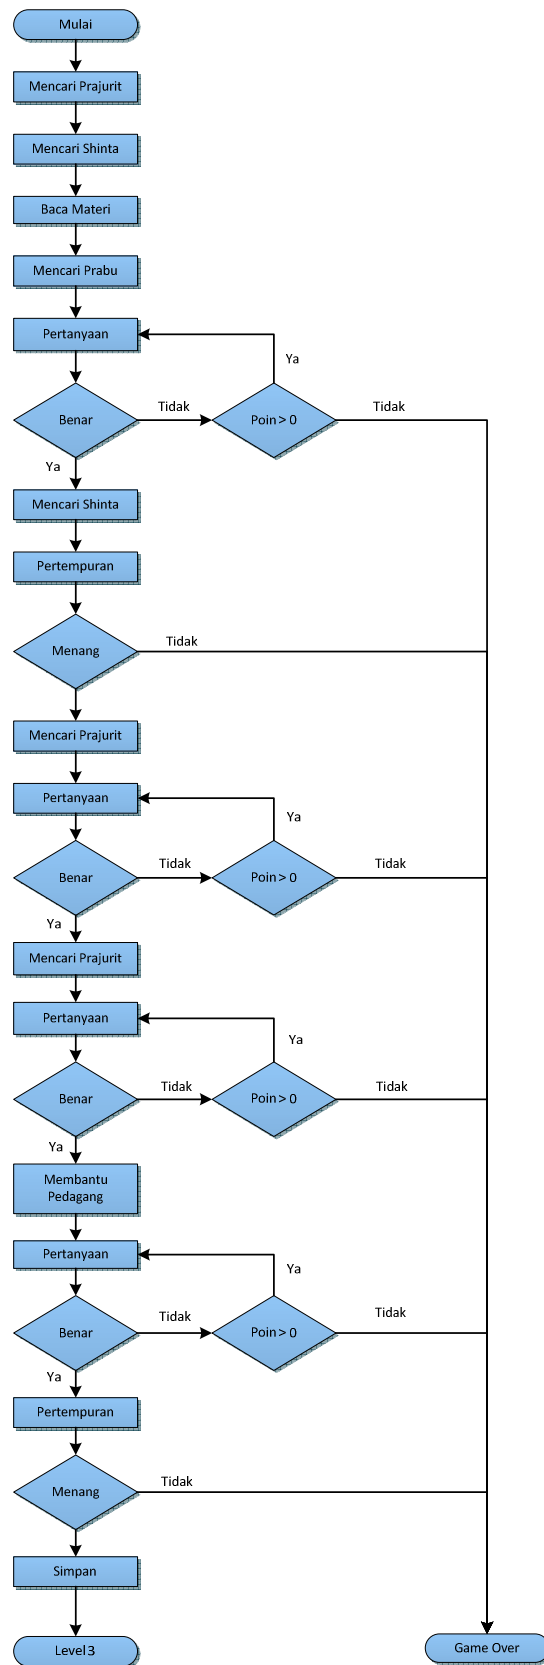 Mulai
Mencari Prajurit
Mencari Shinta
Baca Materi
Mencari Prabu
Pertanyaan
Ya
Benar
Tidak
Poin > 0
Tidak
Ya
Mencari Shinta
Pertempuran
Menang
Tidak
Mencari Prajurit
Pertanyaan
Ya
Benar
Tidak
Poin > 0
Tidak
Ya
Mencari Prajurit
Pertanyaan
Ya
Benar
Tidak
Poin > 0
Tidak
Ya
Membantu
Pedagang
Pertanyaan
Ya
Benar
Tidak
Poin > 0
Tidak
Ya
Pertempuran
Menang
Tidak
Simpan
Level 3
Game Over